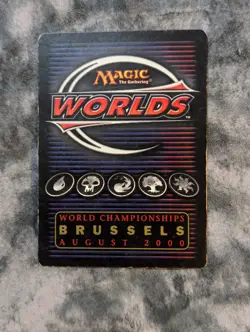 MAGIC
The Gathering
WORLDS
WORLD CHAMPIONSHIPS
BRUSSELS
AUGUST 2000